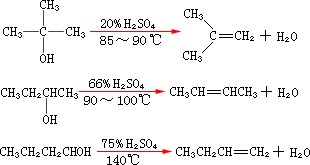 CH₃
CH₃—C—CH₃ 20%H₂SO₄ CH₃ C=CH₂ + H₂O
OH 85～90℃ CH₃
CH₃CH₂CHCH₃ 66%H₂SO₄ CH₃CH=CHCH₃ + H₂O
OH 90～100℃
CH₃CH₂CH₂CHOH 75%H₂SO₄ CH₃CH₂CH=CH₂ + H₂O
140℃